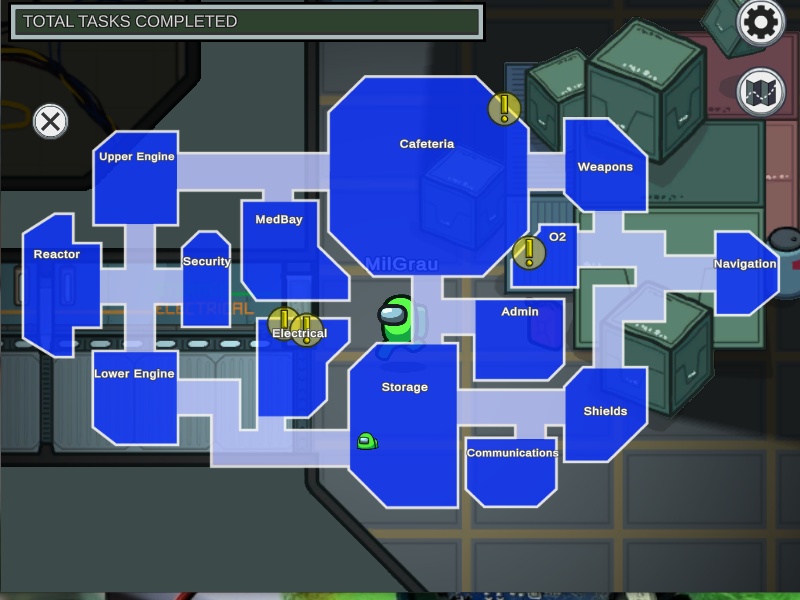 TOTAL TASKS COMPLETED
Cafeteria
Upper Engine
Weapons
MedBay
O2
Reactor
Security
MilGrau
Navigation
ELECTRICAL
Admin
Electrical
Lower Engine
Storage
Shields
Communications